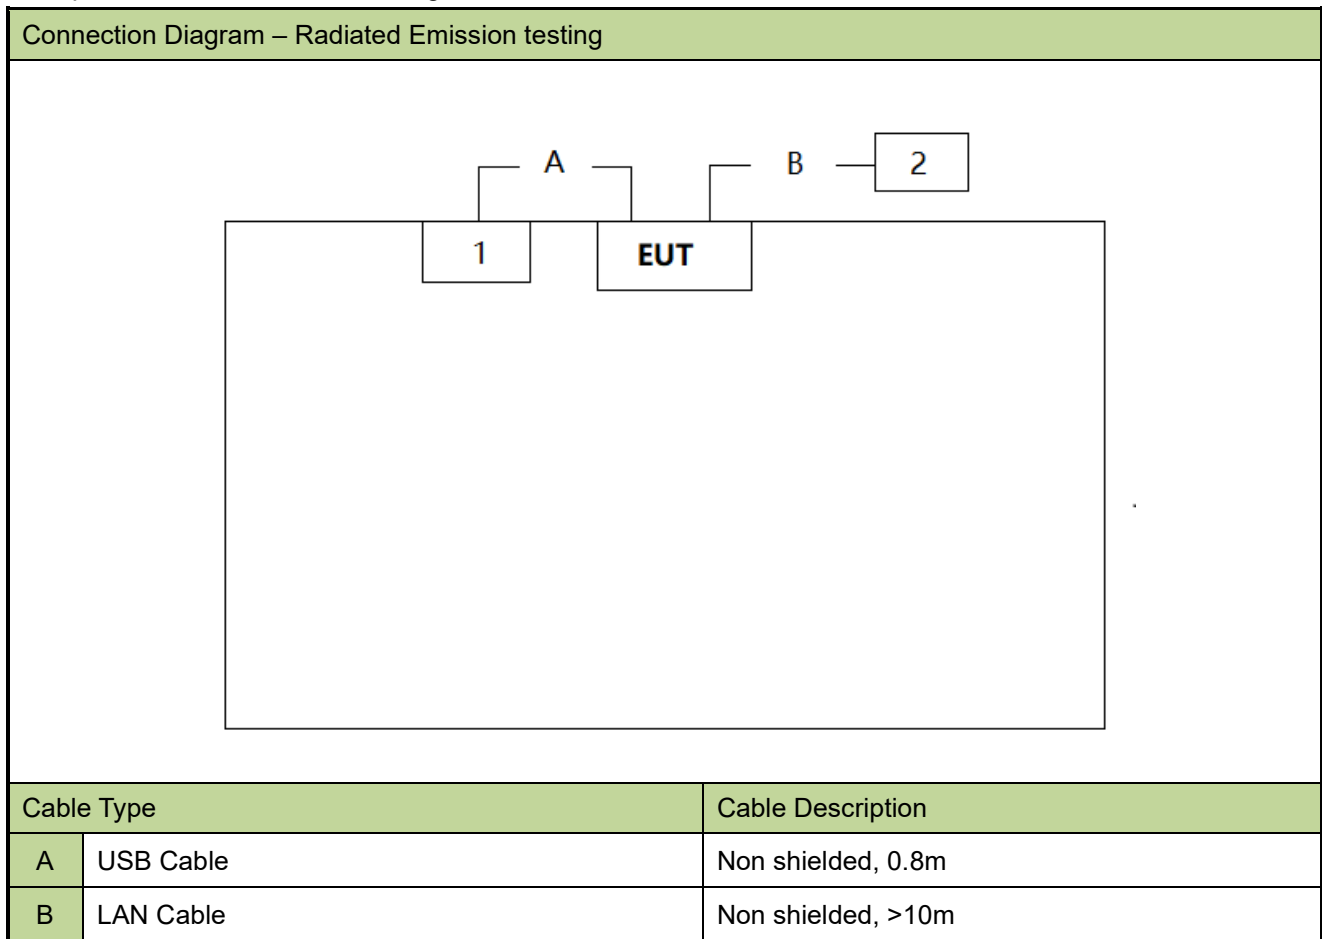 Connection Diagram – Radiated Emission testing
A B 2
1 EUT
Cable Type Cable Description
A USB Cable Non shielded, 0.8m
B LAN Cable Non shielded, >10m